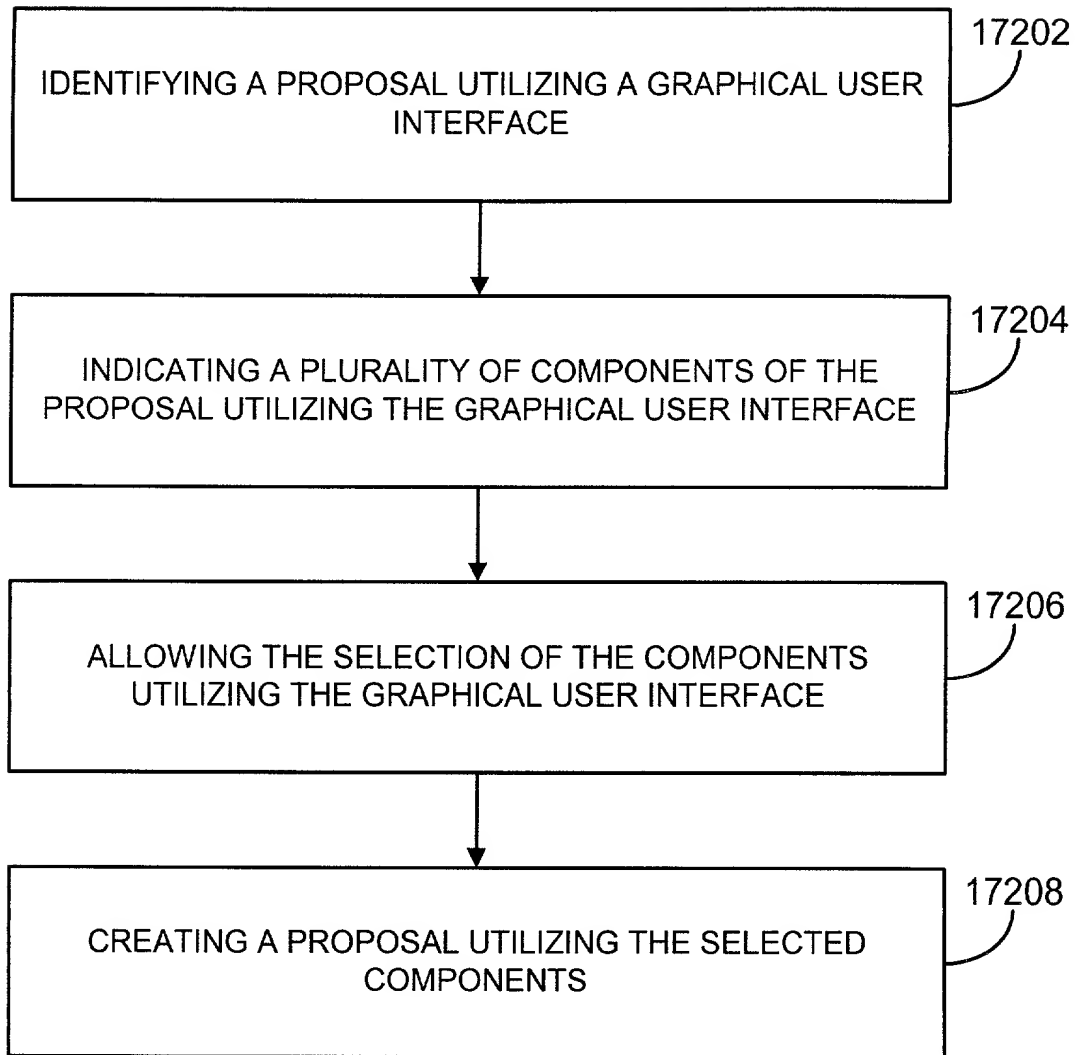 17202
IDENTIFYING A PROPOSAL UTILIZING A GRAPHICAL USER
INTERFACE
17204
INDICATING A PLURALITY OF COMPONENTS OF THE
PROPOSAL UTILIZING THE GRAPHICAL USER INTERFACE
17206
ALLOWING THE SELECTION OF THE COMPONENTS
UTILIZING THE GRAPHICAL USER INTERFACE
17208
CREATING A PROPOSAL UTILIZING THE SELECTED
COMPONENTS